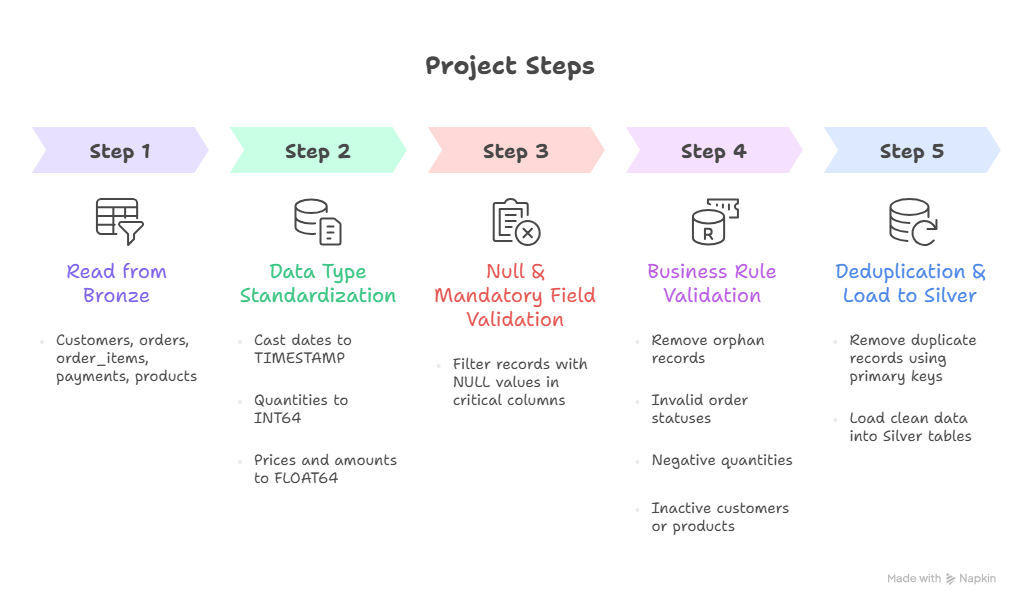 Project Steps
Step 1
Step 2
Step 3
Step 4
Step 5
Read from
Bronze
Customers, orders,
order_items,
payments, products
Data Type
Standardization
Cast dates to
TIMESTAMP
Quantities to
INT64
Prices and amounts
to FLOAT64
Null &
Mandatory Field
Validation
Filter records with
NULL values in
critical columns
R
Business Rule
Validation
Remove orphan
records
Invalid order
statuses
Negative quantities
Inactive customers
or products
Deduplication &
Load to Silver
Remove duplicate
records using
primary keys
Load clean data
into Silver tables
Made with Napkin